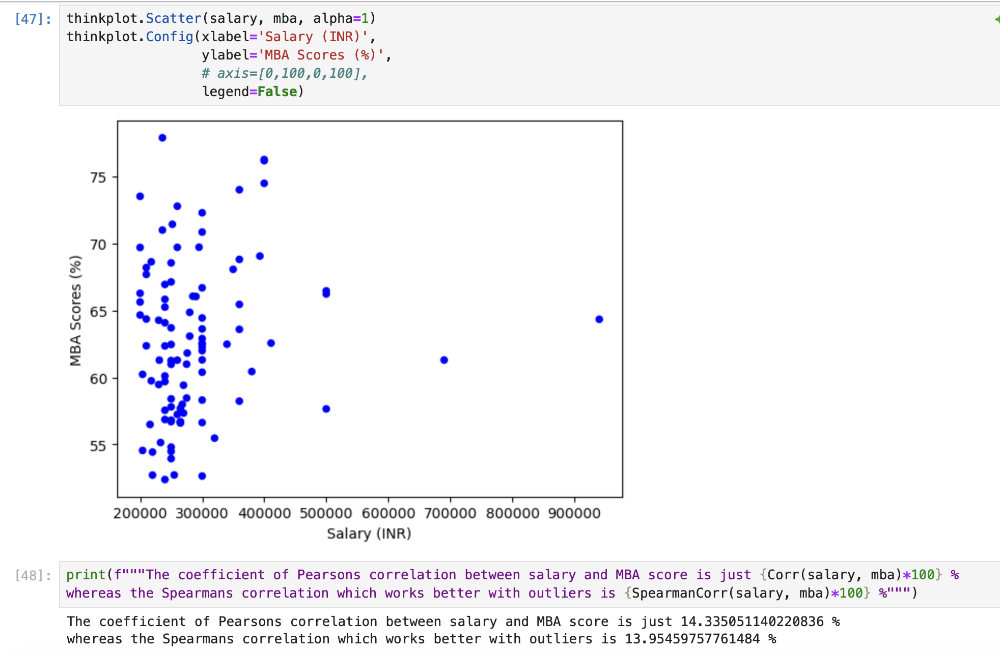 [47]:
thinkplot.Scatter(salary, mba, alpha=1)
thinkplot.Config(xlabel='Salary (INR)',
                 ylabel='MBA Scores (%)',
                 # axis=[0,100,0,100],
                 legend=False)
75
70
65
60
55
MBA Scores (%)
200000 300000 400000 500000 600000 700000 800000 900000
Salary (INR)
[48]:
print(f"""The coefficient of Pearsons correlation between salary and MBA score is just {Corr(salary, mba)*100} %
whereas the Spearmans correlation which works better with outliers is {SpearmanCorr(salary, mba)*100} %""")
The coefficient of Pearsons correlation between salary and MBA score is just 14.335051140220836 %
whereas the Spearmans correlation which works better with outliers is 13.95459757761484 %